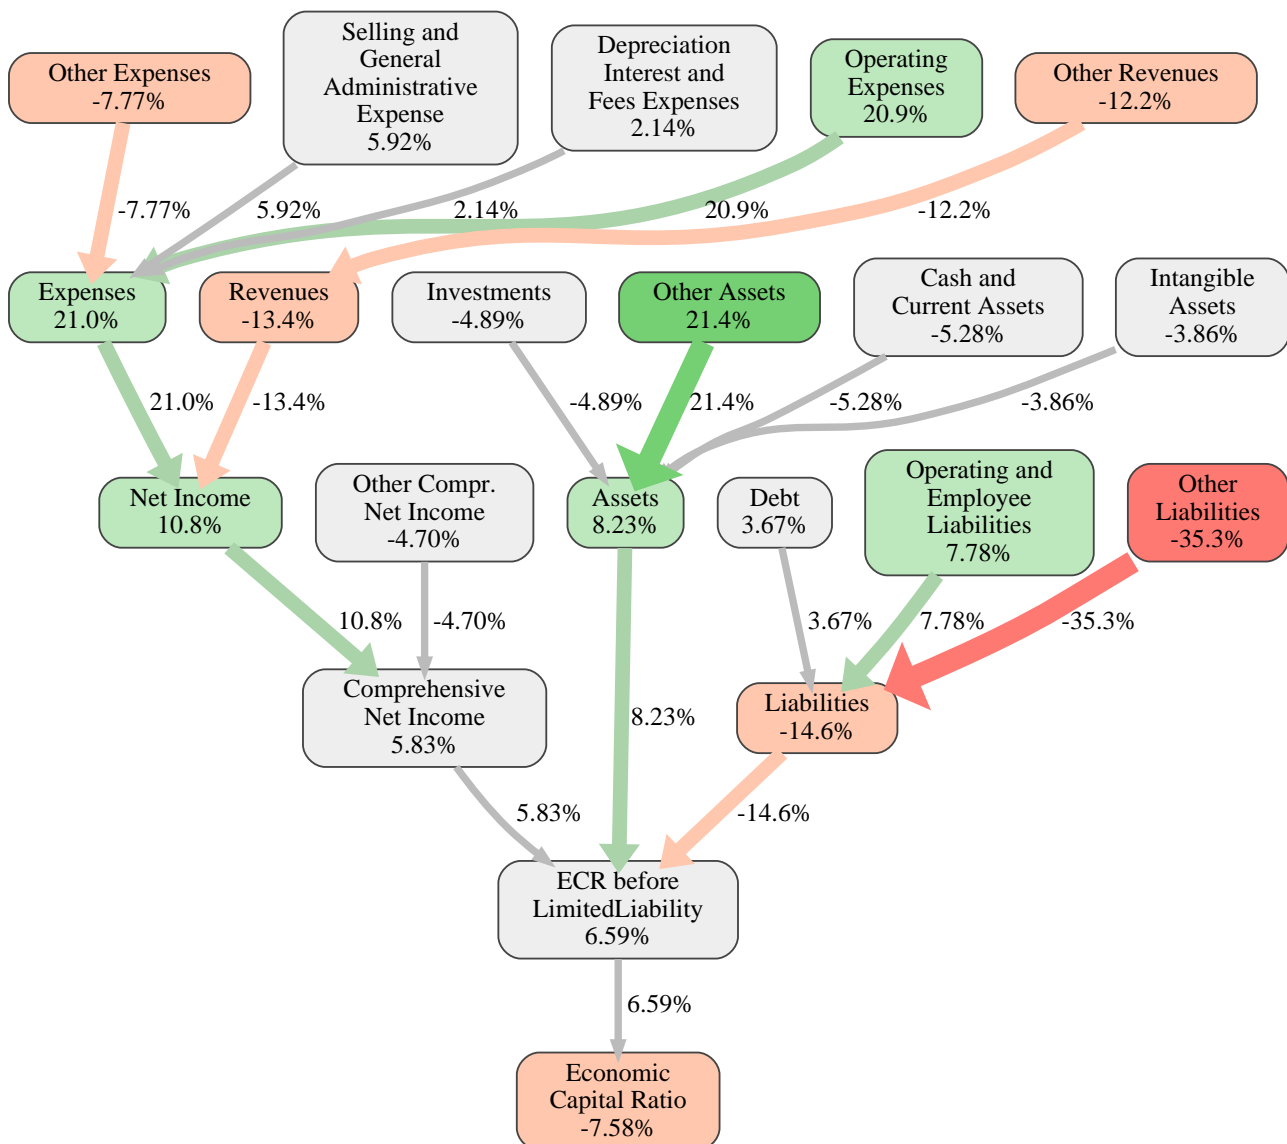 Other Expenses
-7.77%
Selling and
General
Administrative
Expense
5.92%
Depreciation
Interest and
Fees Expenses
2.14%
Operating
Expenses
20.9%
Other Revenues
-12.2%
-7.77%
5.92%
2.14%
20.9%
-12.2%
Expenses
21.0%
Revenues
-13.4%
Investments
-4.89%
Other Assets
21.4%
Cash and
Current Assets
-5.28%
Intangible
Assets
-3.86%
21.0%
-13.4%
-4.89%
21.4%
-5.28%
-3.86%
Net Income
10.8%
Other Compr.
Net Income
-4.70%
Assets
8.23%
Debt
3.67%
Operating and
Employee
Liabilities
7.78%
Other
Liabilities
-35.3%
10.8%
-4.70%
3.67%
7.78%
-35.3%
Comprehensive
Net Income
5.83%
8.23%
Liabilities
-14.6%
5.83%
-14.6%
ECR before
LimitedLiability
6.59%
6.59%
Economic
Capital Ratio
-7.58%